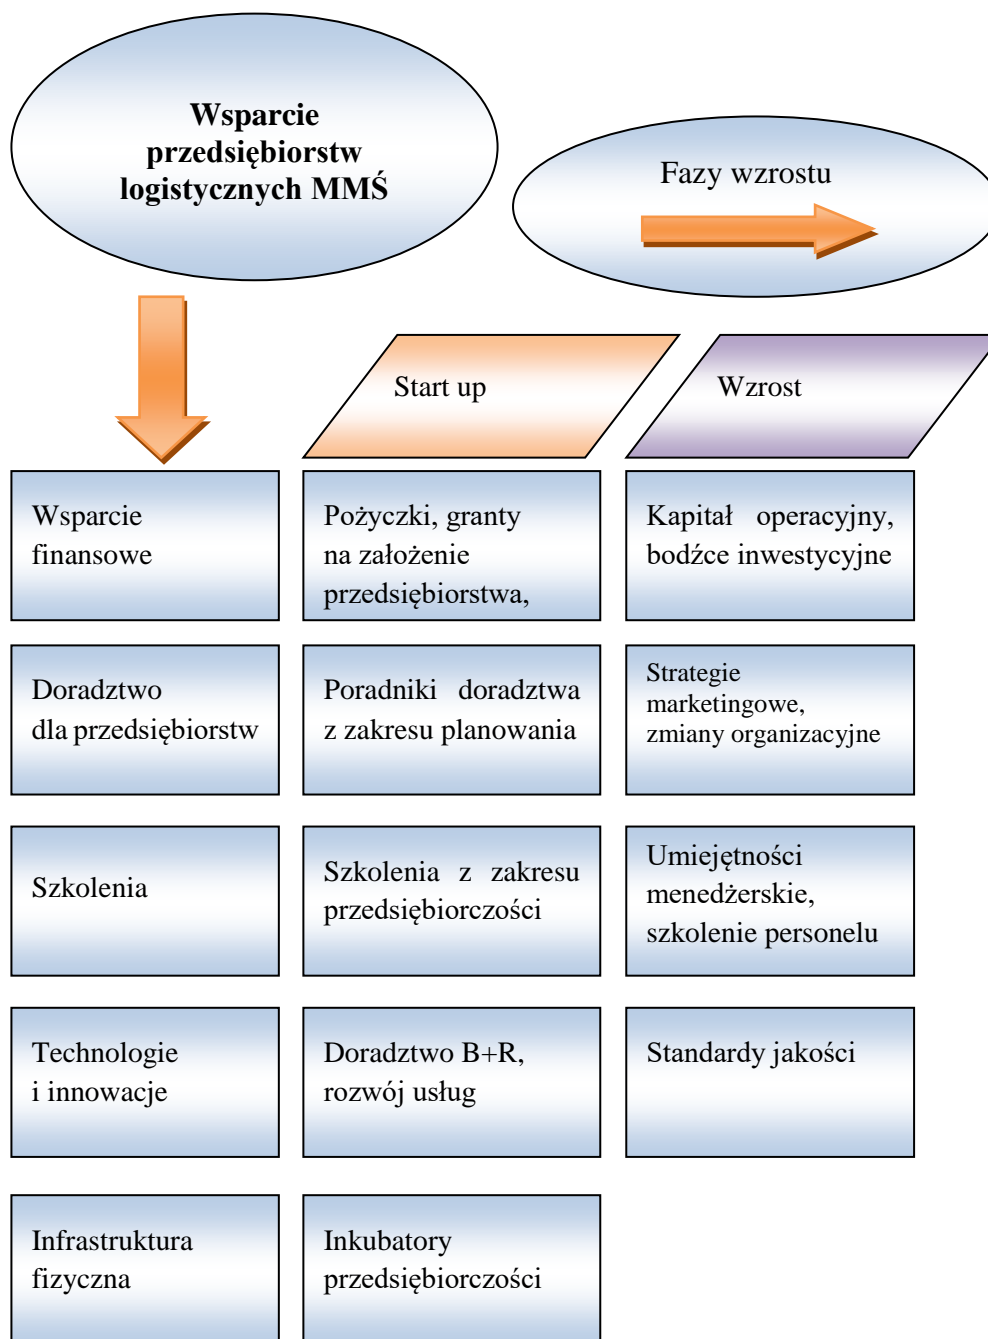 Wsparcie
przedsiębiorstw
logistycznych MMŚ
Fazy wzrostu
Start up
Wzrost
Wsparcie
finansowe
Pożyczki, granty
na założenie
przedsiębiorstwa,
Kapitał operacyjny,
bodźce inwestycyjne
Doradztwo
dla przedsiębiorstw
Poradniki doradztwa
z zakresu planowania
Strategie
marketingowe,
zmiany organizacyjne
Szkolenia
Szkolenia z zakresu
przedsiębiorczości
Umiejętności
menedżerskie,
szkolenie personelu
Technologie
i innowacje
Doradztwo B+R,
rozwój usług
Standardy jakości
Infrastruktura
fizyczna
Inkubatory
przedsiębiorczości